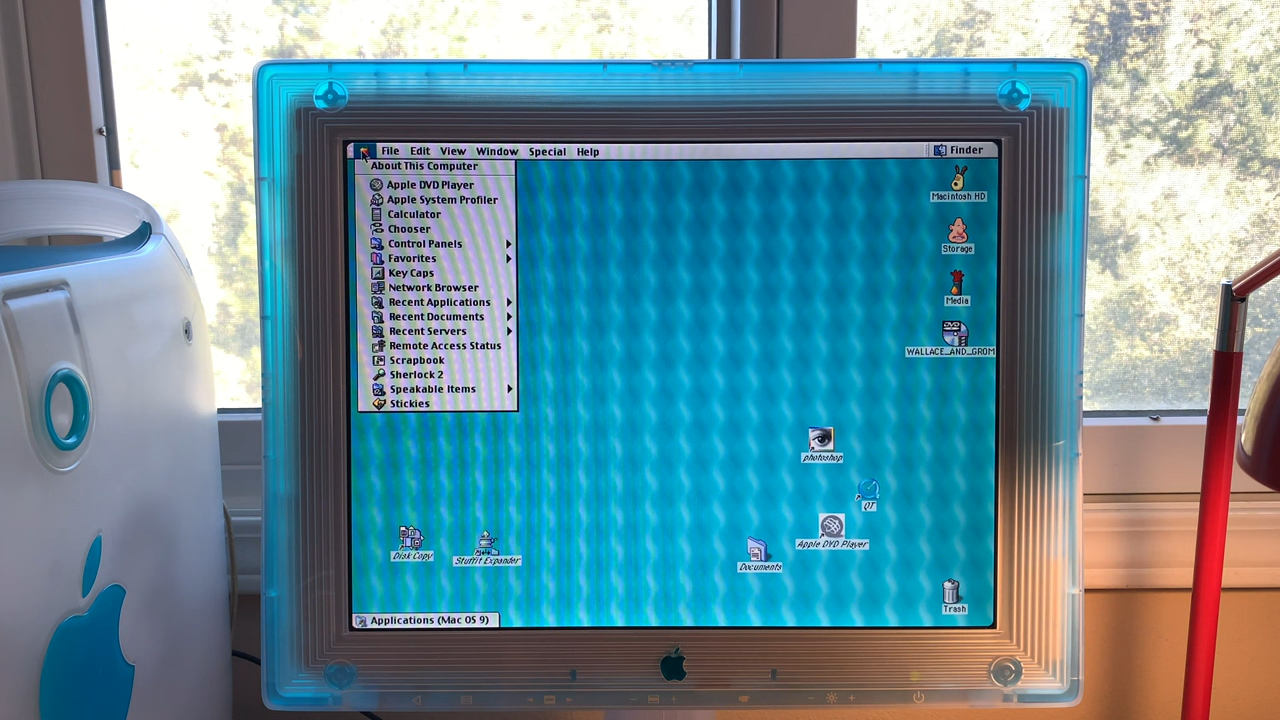 File Edit View Window Special Help Finder
About This Computer
Apple DVD Player
Apple System Profiler
Calculator
Chooser
Control Panels
Favorites
Key Caps
Network Browser
Recent Applications
Recent Documents
Recent Servers
Remote Access Status
Scrapbook
Sherlock 2
Speakable Items
Stickies
Macintosh HD
Storage
Media
DVD
WALLACE_AND_GROM
photoshop
QT
Apple DVD Player
Documents
Disk Copy
StuffIt Expander
Trash
Applications (Mac OS 9)